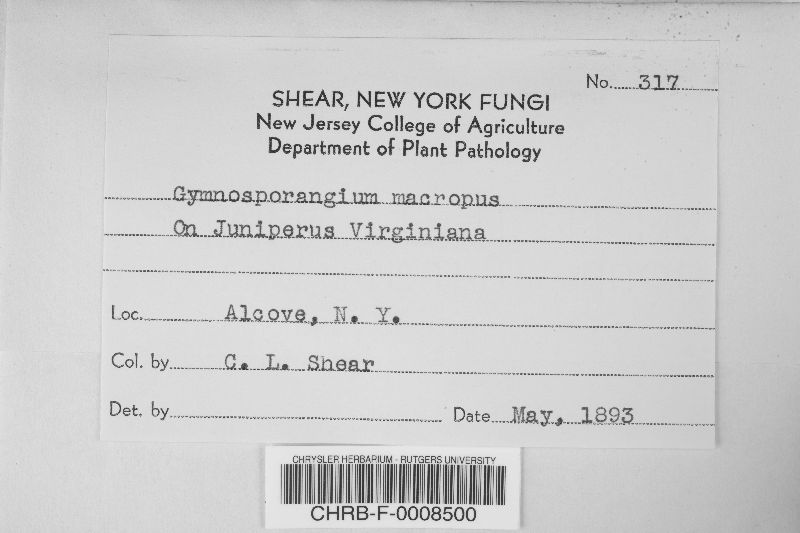 No. 317
SHEAR, NEW YORK FUNGI
New Jersey College of Agriculture
Department of Plant Pathology
Gymnosporangium macropus
On Juniperus Virginiana
Loc. Alcove, N. Y.
Col. by C. L. Shear
Det. by Date May, 1893
CHRYSLER HERBARIUM - RUTGERS UNIVERSITY
CHRB-F-0008500